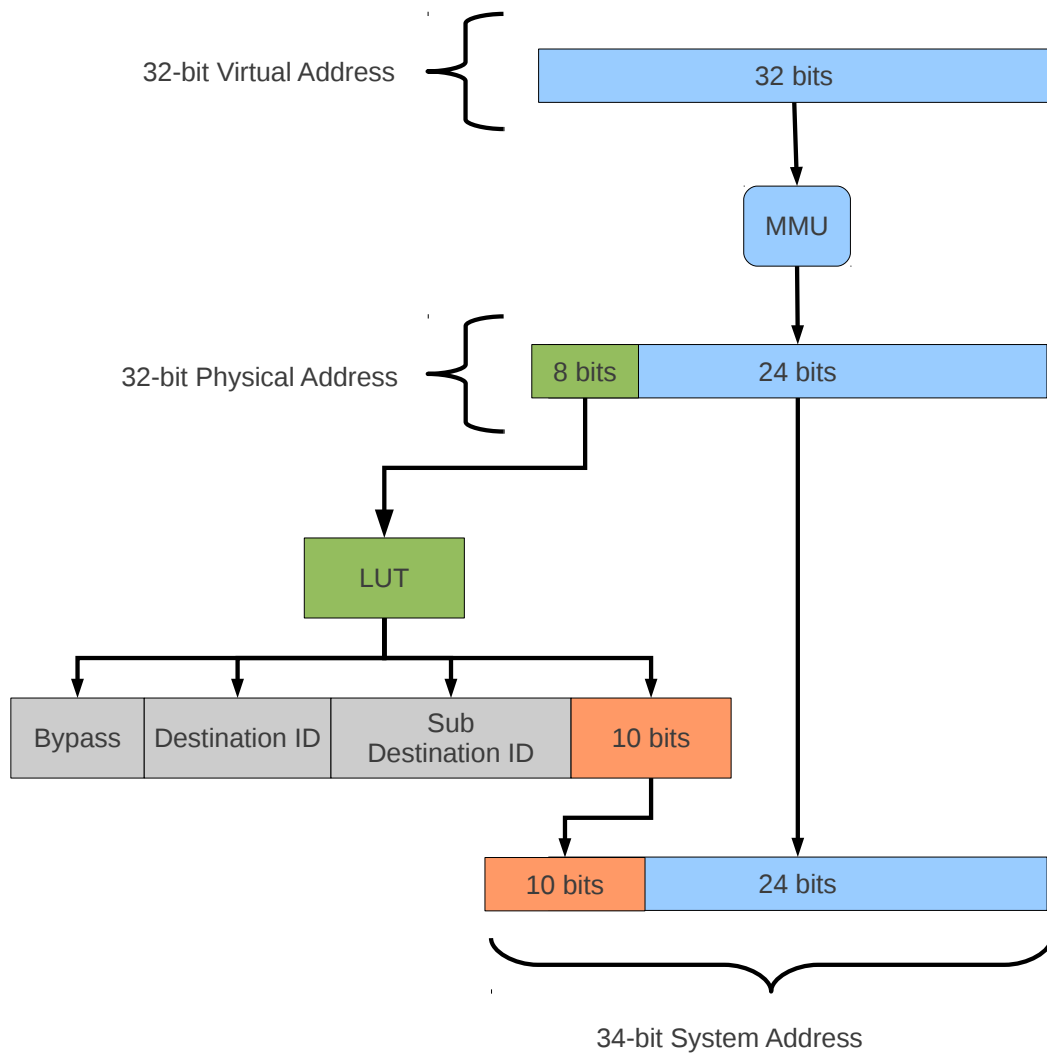 32-bit Virtual Address
32 bits
MMU
32-bit Physical Address
8 bits
24 bits
LUT
Bypass
Destination ID
Sub
Destination ID
10 bits
10 bits
24 bits
34-bit System Address